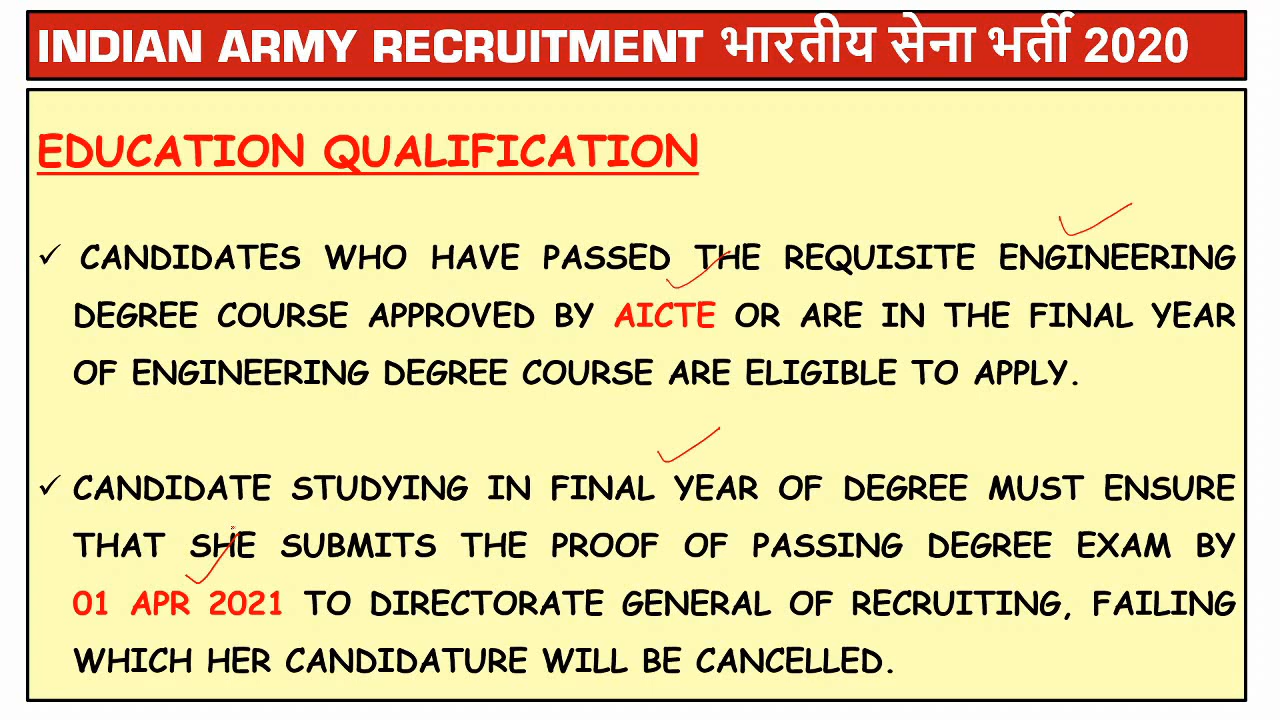 INDIAN ARMY RECRUITMENT भारतीय सेना भर्ती 2020
EDUCATION QUALIFICATION
✓ CANDIDATES WHO HAVE PASSED THE REQUISITE ENGINEERING
DEGREE COURSE APPROVED BY AICTE OR ARE IN THE FINAL YEAR
OF ENGINEERING DEGREE COURSE ARE ELIGIBLE TO APPLY.
✓ CANDIDATE STUDYING IN FINAL YEAR OF DEGREE MUST ENSURE
THAT SHE SUBMITS THE PROOF OF PASSING DEGREE EXAM BY
01 APR 2021 TO DIRECTORATE GENERAL OF RECRUITING, FAILING
WHICH HER CANDIDATURE WILL BE CANCELLED.